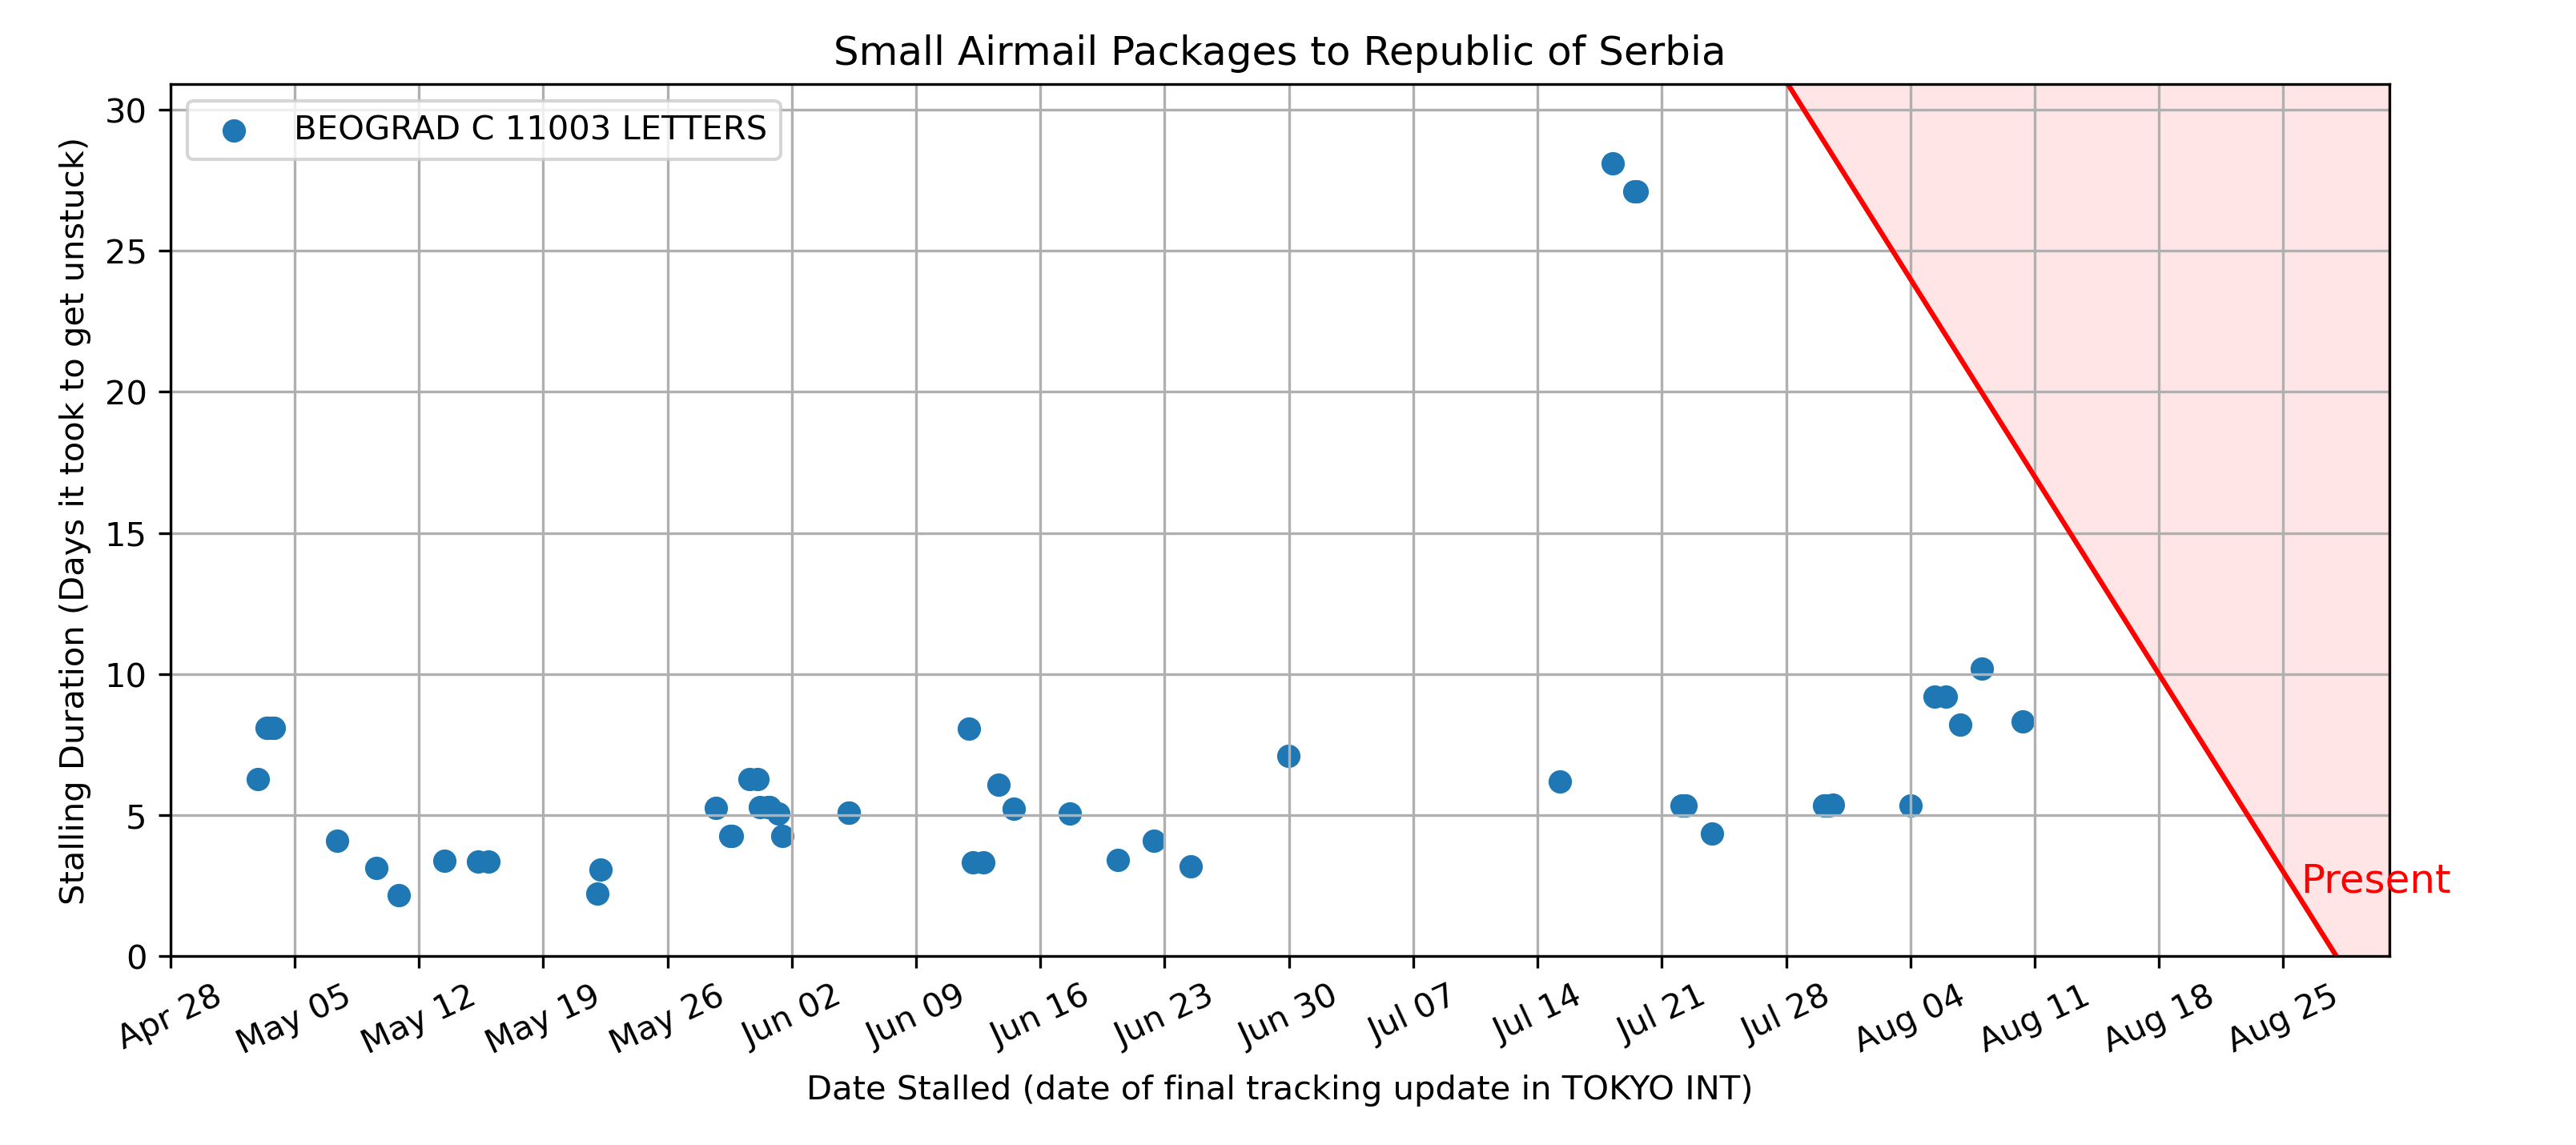 Small Airmail Packages to Republic of Serbia
BEOGRAD C 11003 LETTERS
Stalling Duration (Days it took to get unstuck)
30
25
20
15
10
5
0
Present
Apr 28 May 05 May 12 May 19 May 26 Jun 02 Jun 09 Jun 16 Jun 23 Jun 30 Jul 07 Jul 14 Jul 21 Jul 28 Aug 04 Aug 11 Aug 18 Aug 25
Date Stalled (date of final tracking update in TOKYO INT)